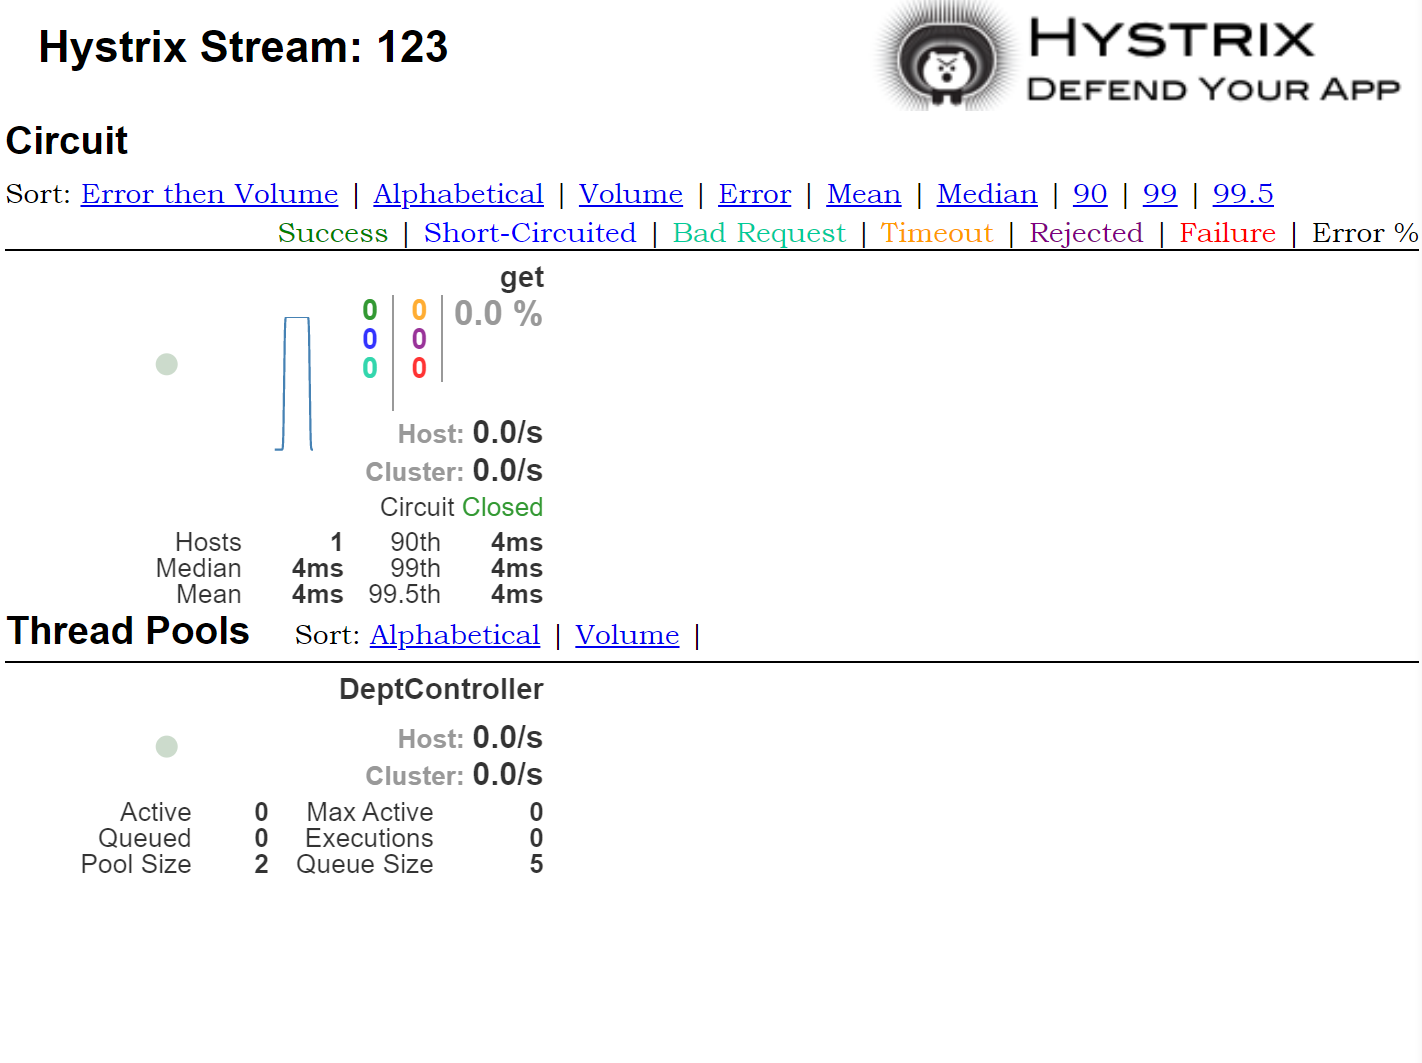 Hystrix Stream: 123
HYSTRIX
DEFEND YOUR APP
Circuit
Sort: Error then Volume | Alphabetical | Volume | Error | Mean | Median | 90 | 99 | 99.5
Success | Short-Circuited | Bad Request | Timeout | Rejected | Failure | Error %
get
0 0 0.0 %
0 0
0 0
Host: 0.0/s
Cluster: 0.0/s
Circuit Closed
Hosts 1 90th 4ms
Median 4ms 99th 4ms
Mean 4ms 99.5th 4ms
Thread Pools Sort: Alphabetical | Volume |
DeptController
Host: 0.0/s
Cluster: 0.0/s
Active 0 Max Active 0
Queued 0 Executions 0
Pool Size 2 Queue Size 5